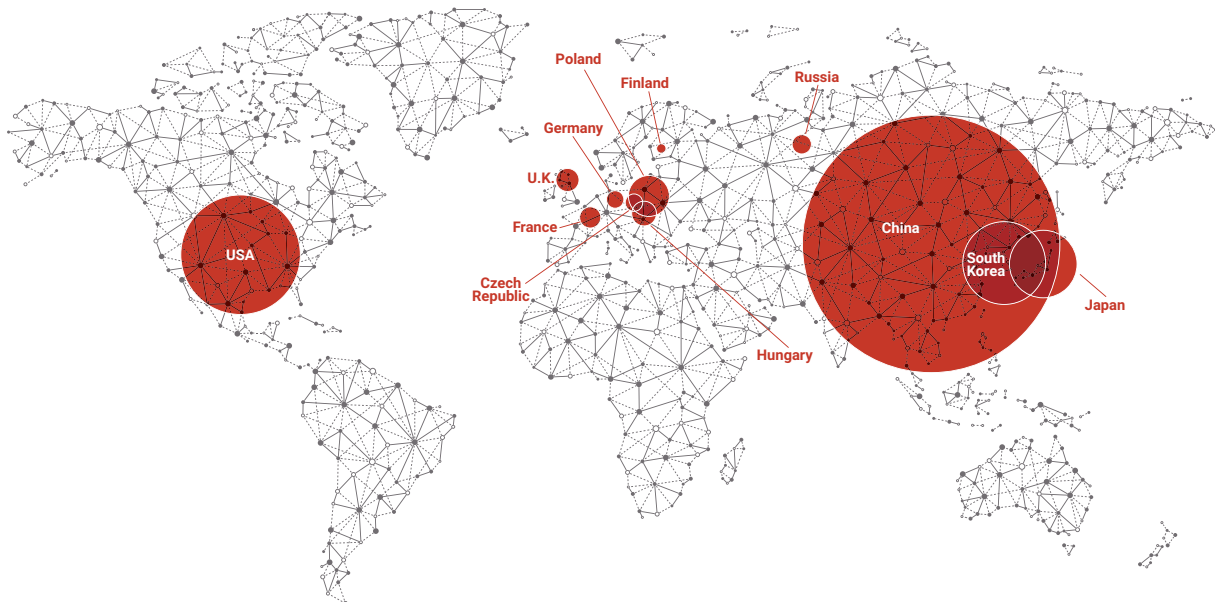 Poland
Finland
Russia
Germany
U.K.
France
China
USA
South
Korea
Czech
Republic
Japan
Hungary